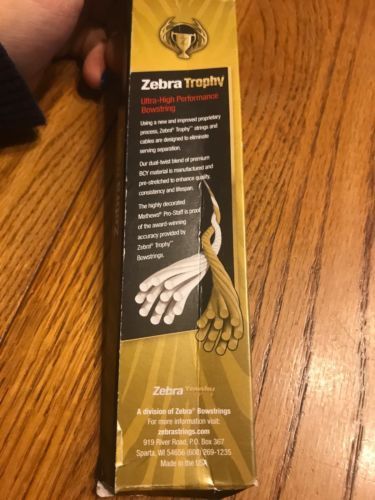 Zebra Trophy
Ultra-High Performance
Bowstring
Using a new and improved proprietary
process, Zebra® Trophy™ strings and
cables are designed to eliminate
serving separation.
Our dual-twist blend of premium
BCY material is manufactured and
pre-stretched to enhance quality,
consistency and lifespan.
The highly decorated
Mathews® Pro-Staff is proof
of the award-winning
accuracy provided by
Zebra® Trophy™
Bowstrings.
Zebra Trophy
A division of Zebra® Bowstrings
For more information visit:
zebrastrings.com
919 River Road, P.O. Box 367
Sparta, WI 54656 (608) 269-1235
Made in the USA